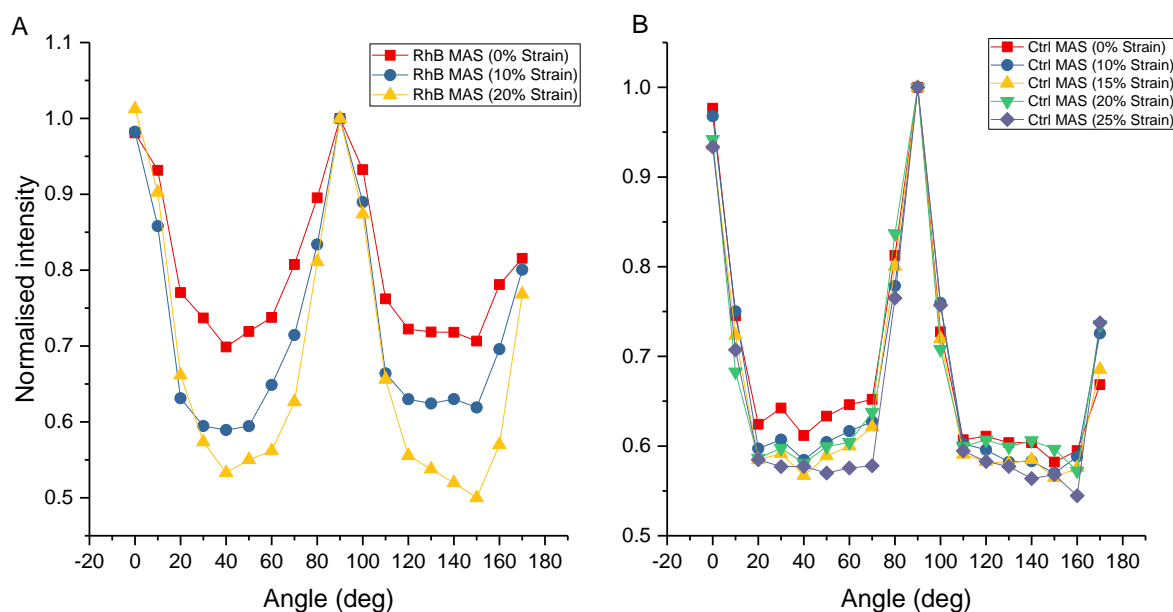 A
RhB MAS (0% Strain)
RhB MAS (10% Strain)
RhB MAS (20% Strain)
Normalised intensity
1.1
1.0
0.9
0.8
0.7
0.6
0.5
-20 0 20 40 60 80 100 120 140 160 180
Angle (deg)
B
Ctrl MAS (0% Strain)
Ctrl MAS (10% Strain)
Ctrl MAS (15% Strain)
Ctrl MAS (20% Strain)
Ctrl MAS (25% Strain)
1.0
0.9
0.8
0.7
0.6
0.5
-20 0 20 40 60 80 100 120 140 160 180
Angle (deg)